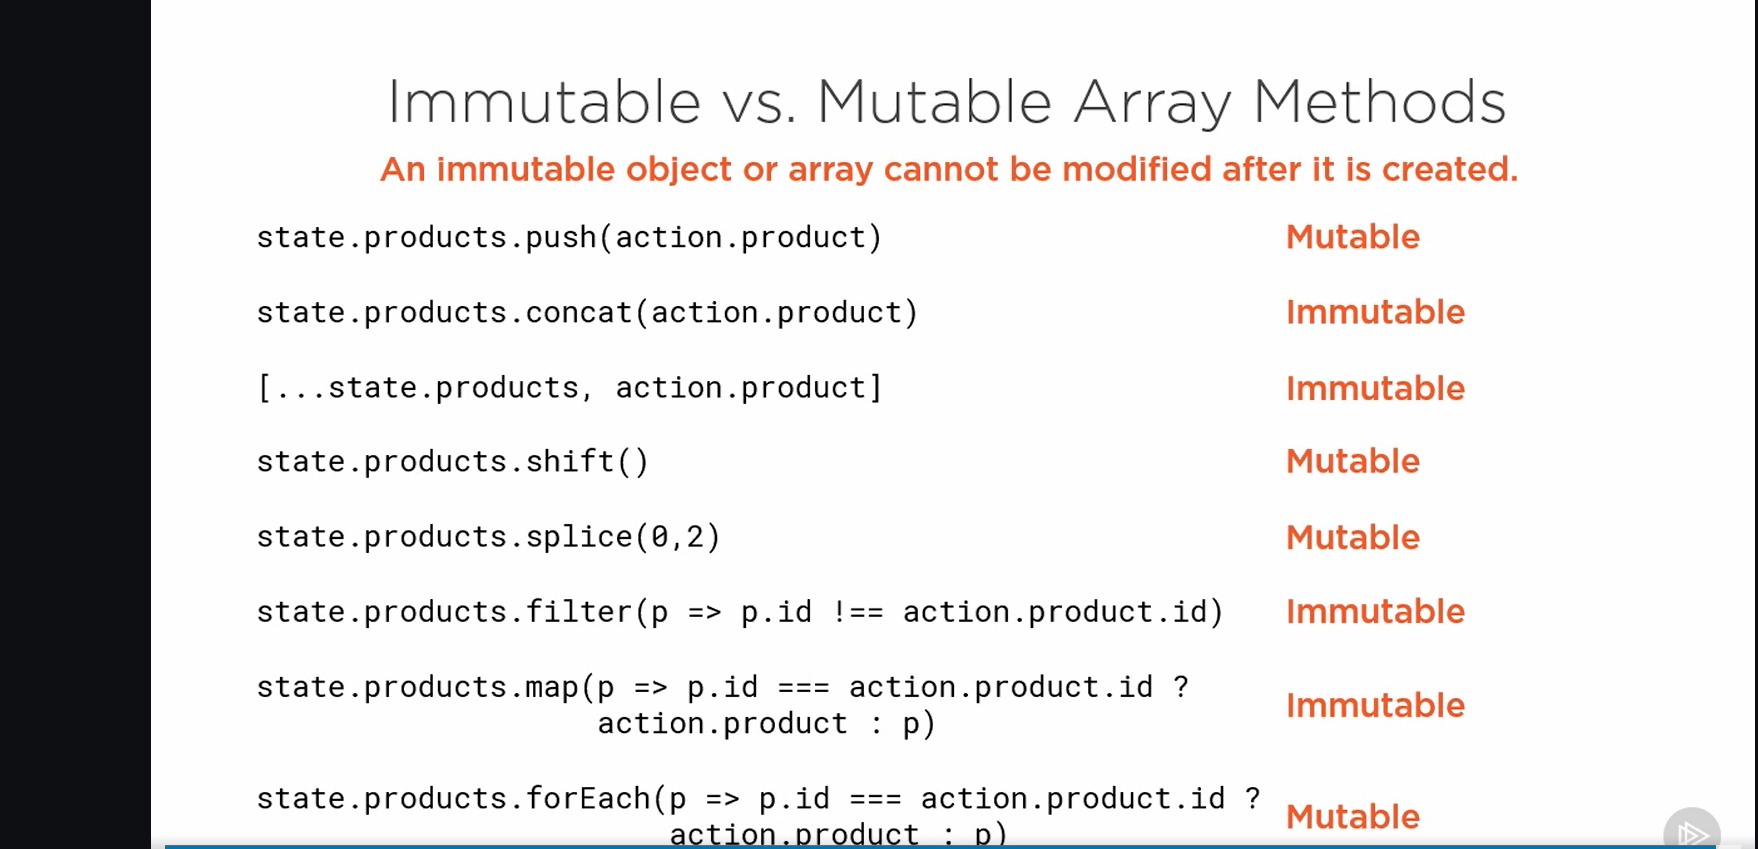 Immutable vs. Mutable Array Methods
An immutable object or array cannot be modified after it is created.
state.products.push(action.product) Mutable
state.products.concat(action.product) Immutable
[...state.products, action.product] Immutable
state.products.shift() Mutable
state.products.splice(0,2) Mutable
state.products.filter(p => p.id !== action.product.id) Immutable
state.products.map(p => p.id === action.product.id ?
action.product : p) Immutable
state.products.forEach(p => p.id === action.product.id ?
action.product : p) Mutable